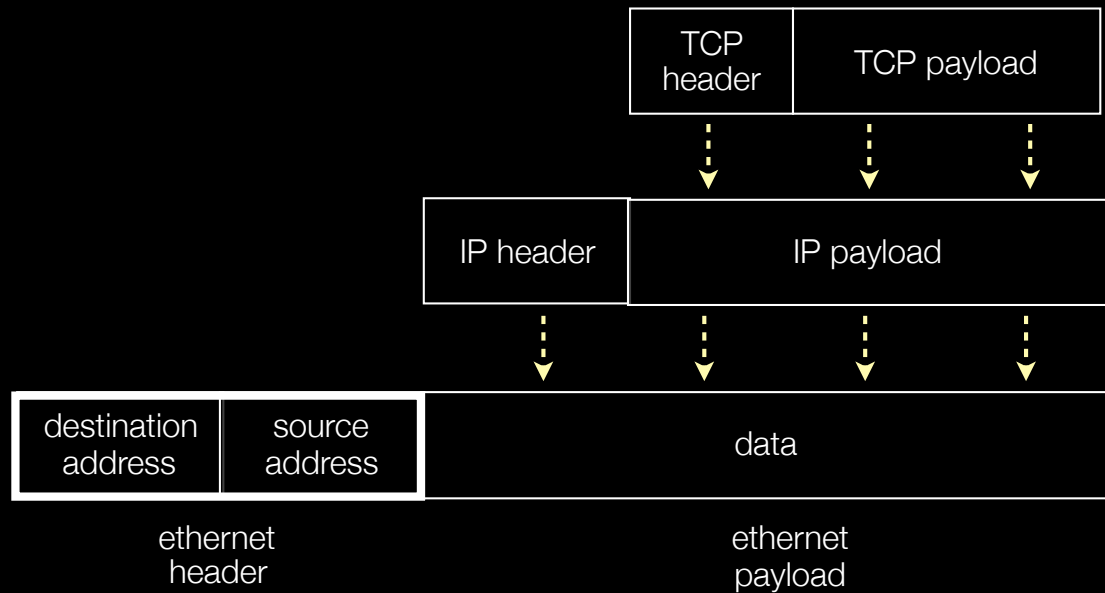 TCP
header
TCP payload
IP header
IP payload
destination
address
source
address
data
ethernet
header
ethernet
payload